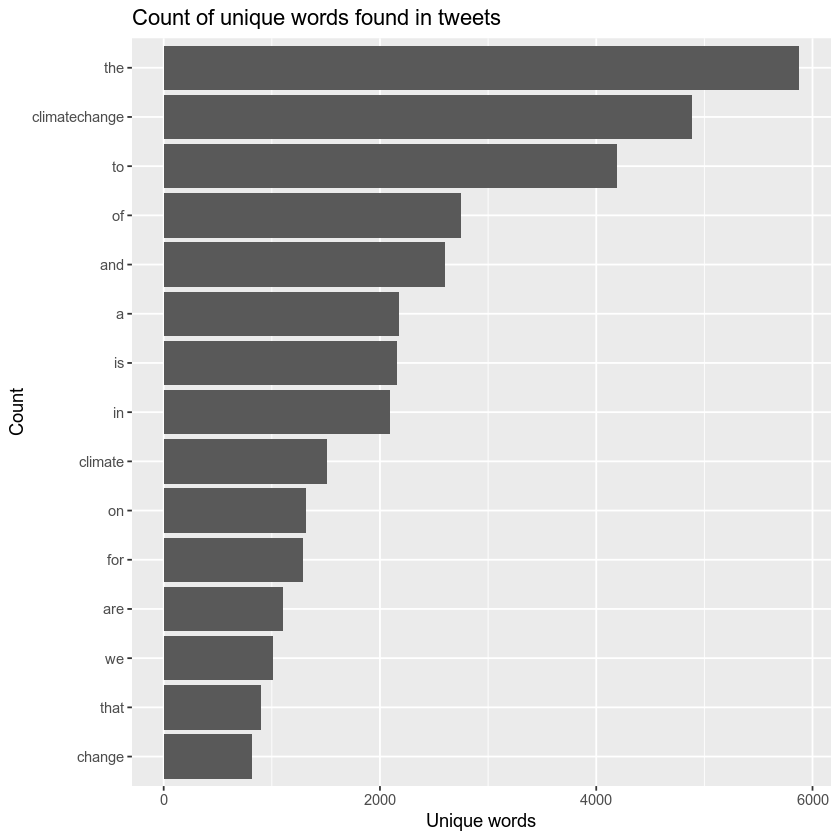 Count of unique words found in tweets
the
climatechange
to
of
and
a
is
in
climate
on
for
are
we
that
change
Count
0 2000 4000 6000
Unique words